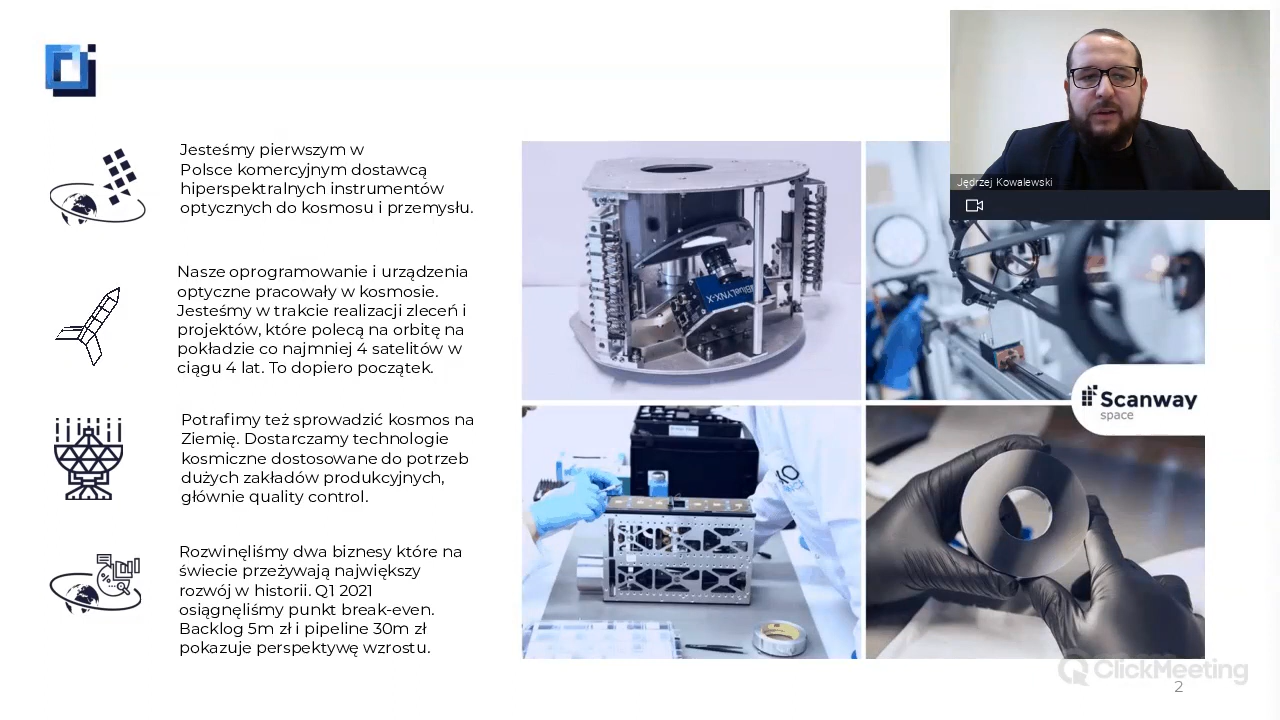 Jesteśmy pierwszym w
Polsce komercyjnym dostawcą
hiperspektralnych instrumentów
optycznych do kosmosu i przemysłu.
Nasze oprogramowanie i urządzenia
optyczne pracowały w kosmosie.
Jesteśmy w trakcie realizacji zleceń i
projektów, które polecą na orbitę na
pokładzie co najmniej 4 satelitów w
ciągu 4 lat. To dopiero początek.
Potrafimy też sprowadzić kosmos na
Ziemię. Dostarczamy technologie
kosmiczne dostosowane do potrzeb
dużych zakładów produkcyjnych,
głównie quality control.
Rozwinęliśmy dwa biznesy które na
świecie przeżywają największy
rozwój w historii. Q1 2021
osiągnęliśmy punkt break-even.
Backlog 5m zł i pipeline 30m zł
pokazuje perspektywę wzrostu.
Jędrzej Kowalewski
BlueLYNX-X
Scanway
space
ClickMeeting
2